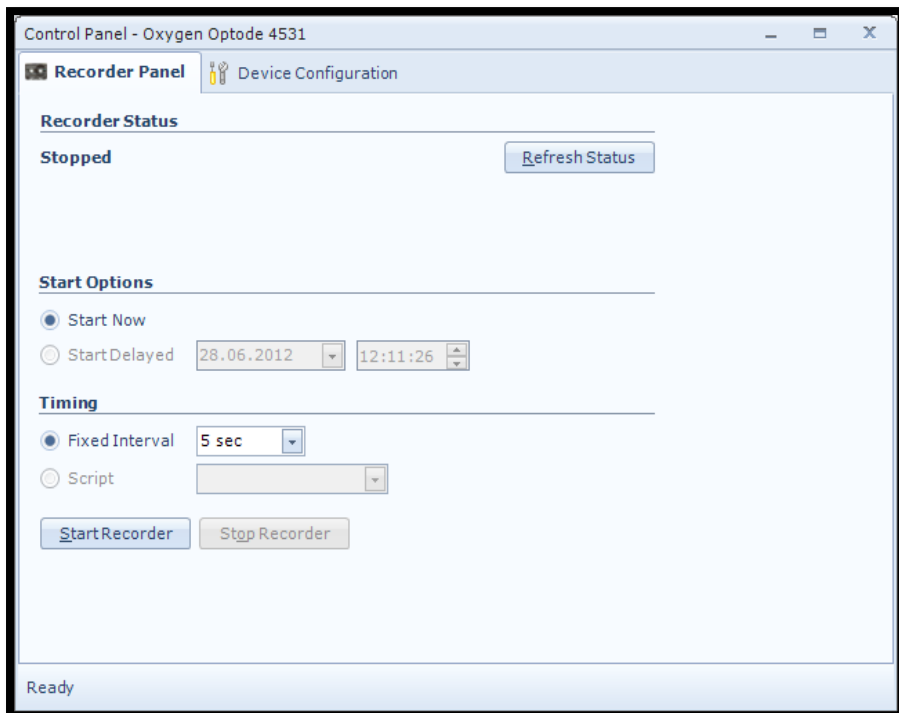 Control Panel - Oxygen Optode 4531
Recorder Panel Device Configuration
Recorder Status
Stopped Refresh Status
Start Options
Start Now
Start Delayed 28.06.2012 12:11:26
Timing
Fixed Interval 5 sec
Script
Start Recorder Stop Recorder
Ready